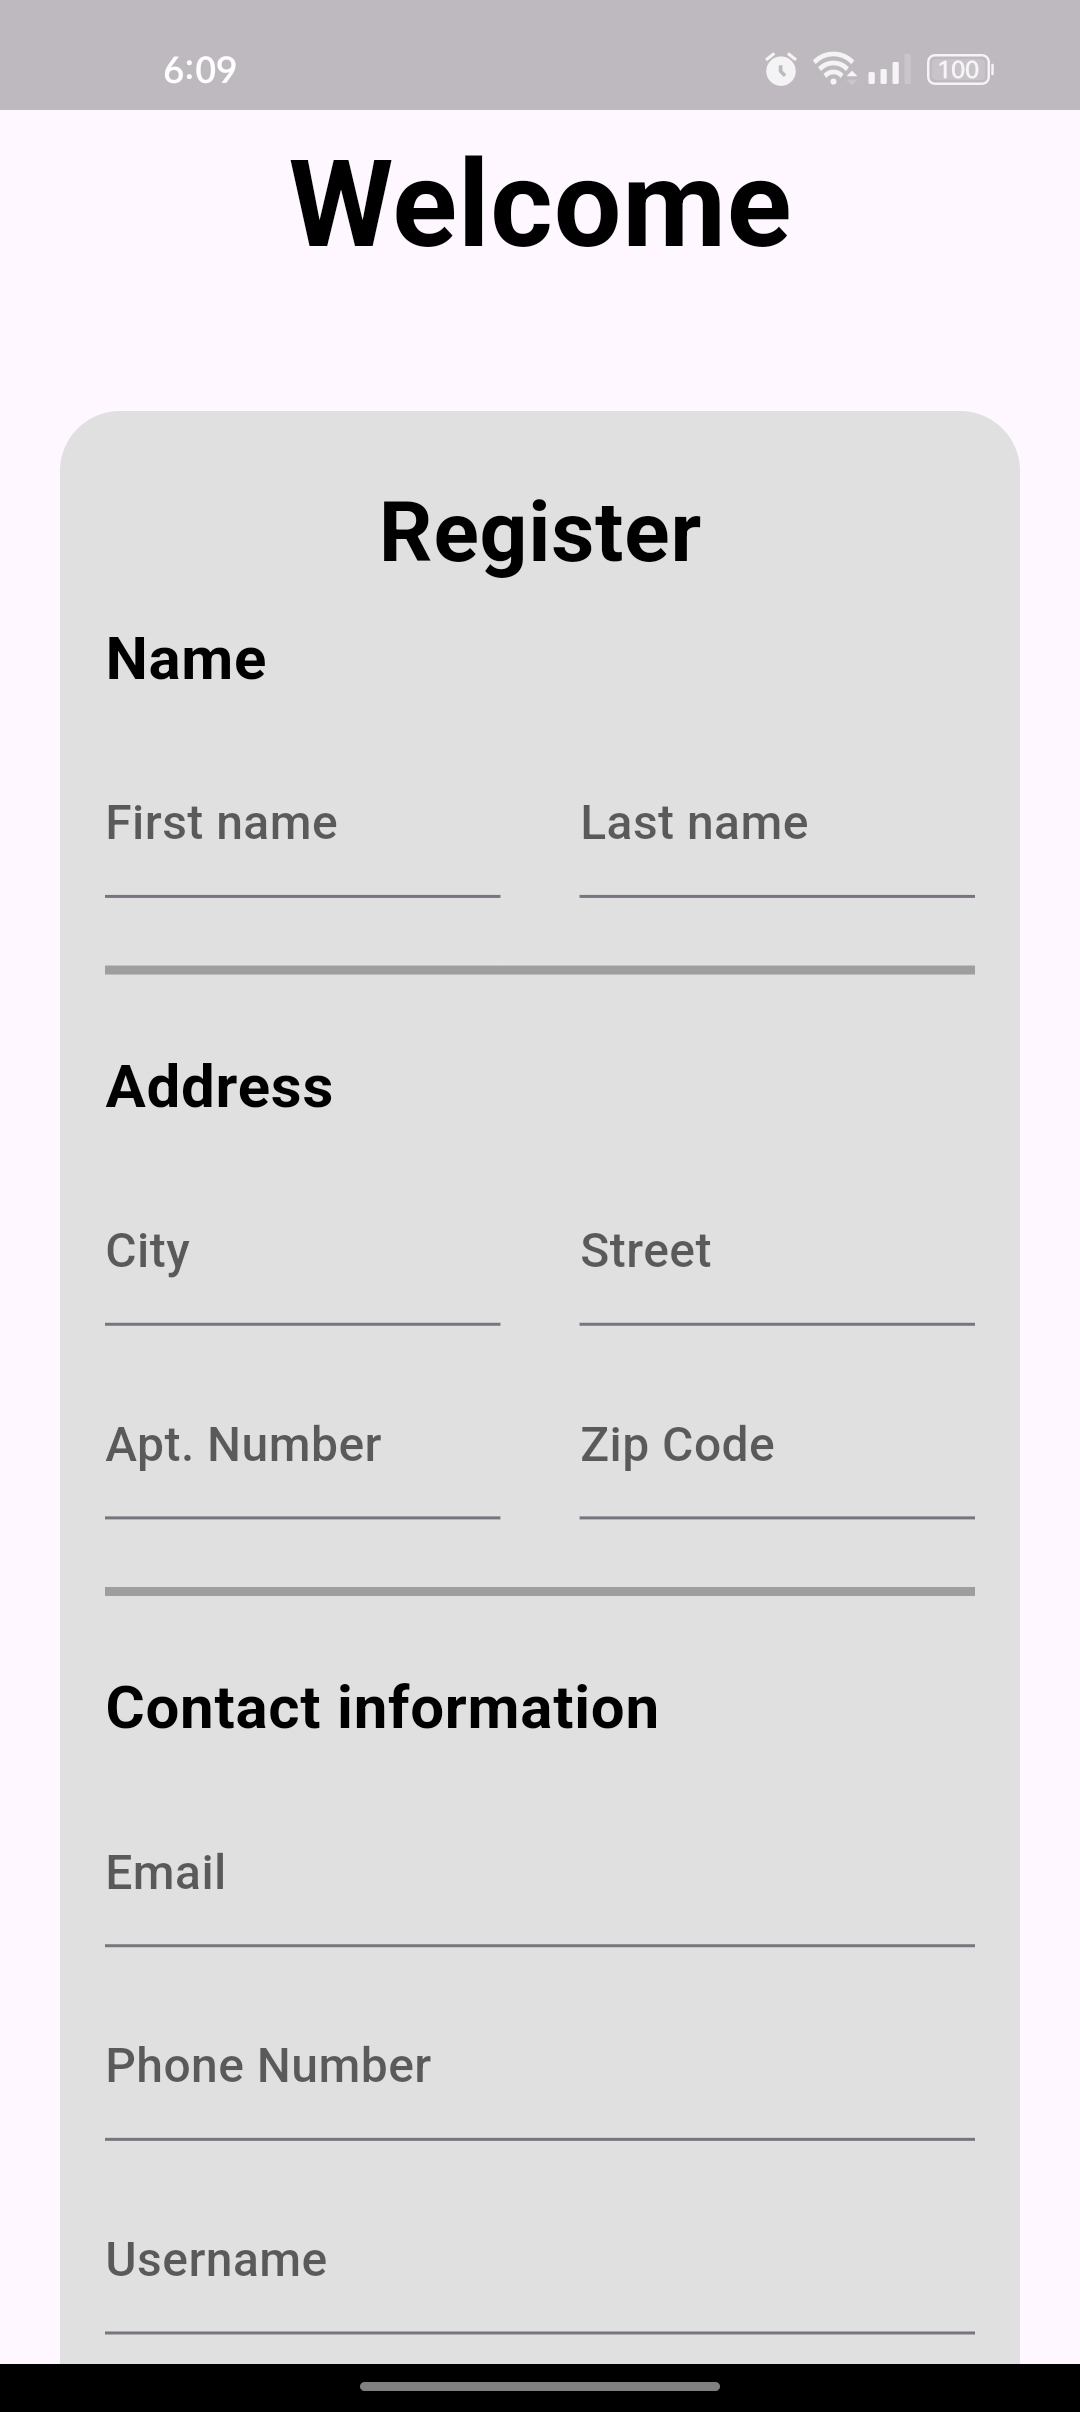 6:09 100
Welcome
Register
Name
First name Last name
Address
City Street
Apt. Number Zip Code
Contact information
Email
Phone Number
Username